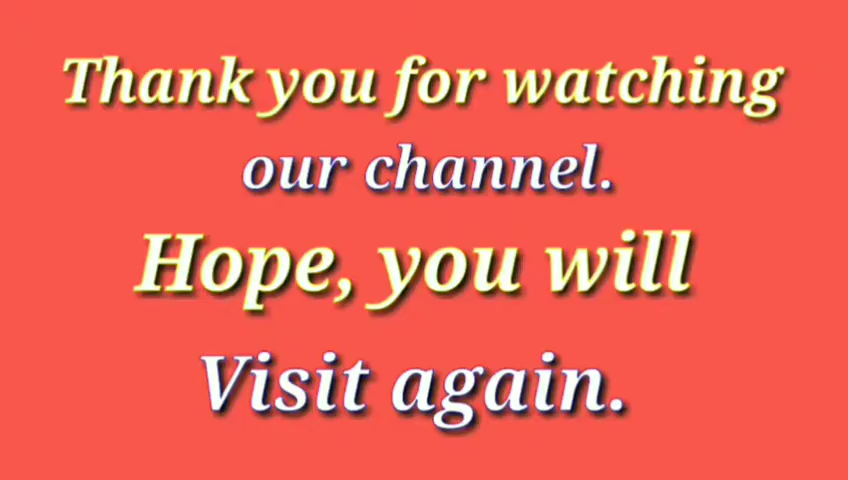 Thank you for watching
our channel.
Hope, you will
Visit again.